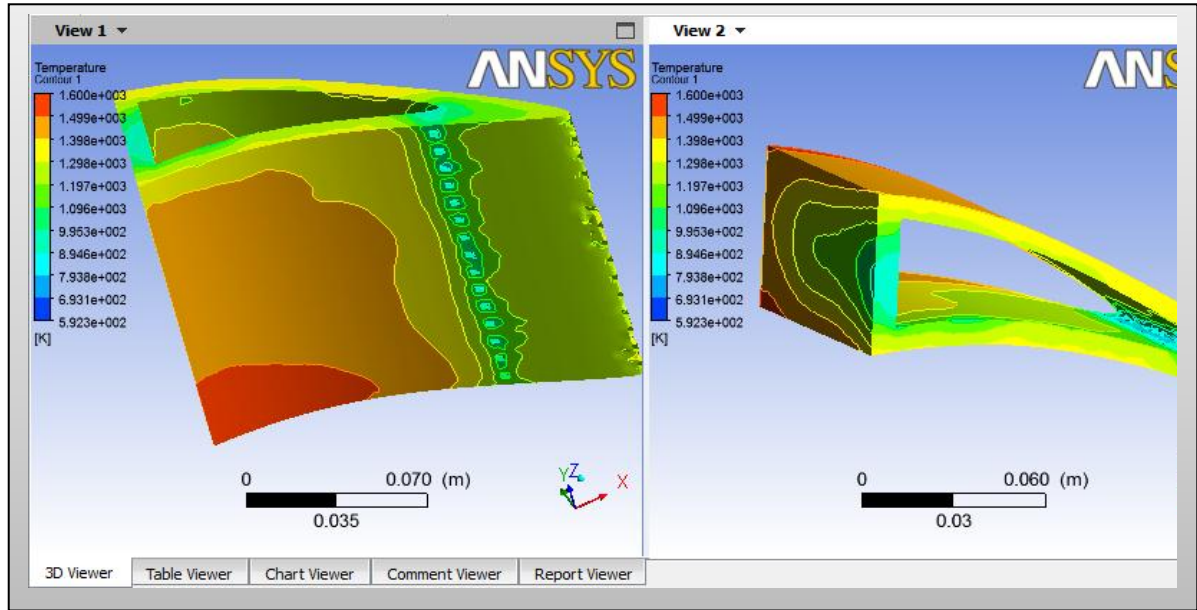 View 1
ANSYS
Temperature
Contour 1
1.600e+003
1.499e+003
1.398e+003
1.298e+003
1.197e+003
1.096e+003
9.953e+002
8.946e+002
7.938e+002
6.931e+002
5.923e+002
[K]
0 0.070 (m)
0.035
Y Z X
View 2
ANS
Temperature
Contour 1
1.600e+003
1.499e+003
1.398e+003
1.298e+003
1.197e+003
1.096e+003
9.953e+002
8.946e+002
7.938e+002
6.931e+002
5.923e+002
[K]
0 0.060 (m)
0.03
3D Viewer Table Viewer Chart Viewer Comment Viewer Report Viewer